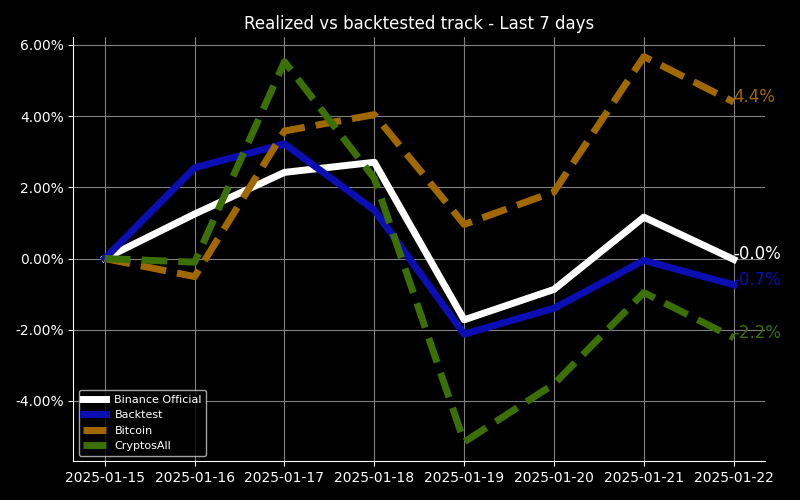 Realized vs backtested track - Last 7 days
6.00%
4.00%
2.00%
0.00%
-2.00%
-4.00%
4.4%
-0.0%
-0.7%
-2.2%
Binance Official
Backtest
Bitcoin
CryptosAll
2025-01-15 2025-01-16 2025-01-17 2025-01-18 2025-01-19 2025-01-20 2025-01-21 2025-01-22